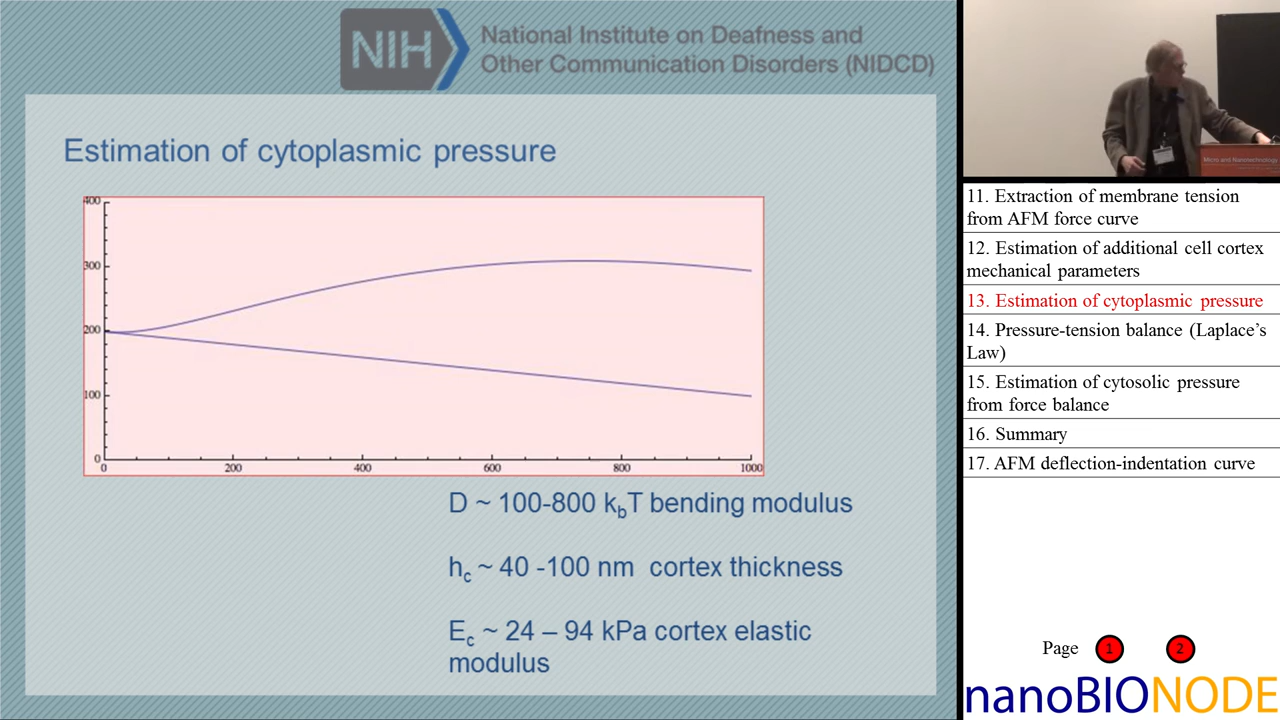 NIH National Institute on Deafness and
Other Communication Disorders (NIDCD)
Estimation of cytoplasmic pressure
400
300
200
100
0
0 200 400 600 800 1000
D ~ 100-800 kbT bending modulus
hc ~ 40 -100 nm cortex thickness
Ec ~ 24 – 94 kPa cortex elastic
modulus
Micro and Nanotechnology
11. Extraction of membrane tension
from AFM force curve
12. Estimation of additional cell cortex
mechanical parameters
13. Estimation of cytoplasmic pressure
14. Pressure-tension balance (Laplace’s
Law)
15. Estimation of cytosolic pressure
from force balance
16. Summary
17. AFM deflection-indentation curve
Page 1 2
nanoBIONODE